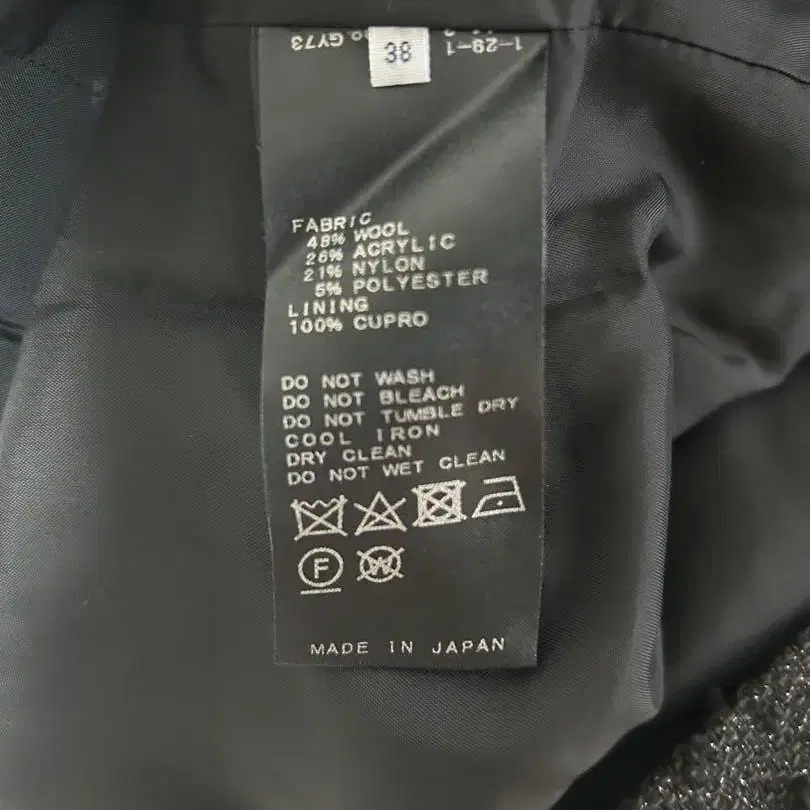 38
FABRIC
48% WOOL
26% ACRYLIC
21% NYLON
5% POLYESTER
LINING
100% CUPRO
DO NOT WASH
DO NOT BLEACH
DO NOT TUMBLE DRY
COOL IRON
DRY CLEAN
DO NOT WET CLEAN
F W
MADE IN JAPAN